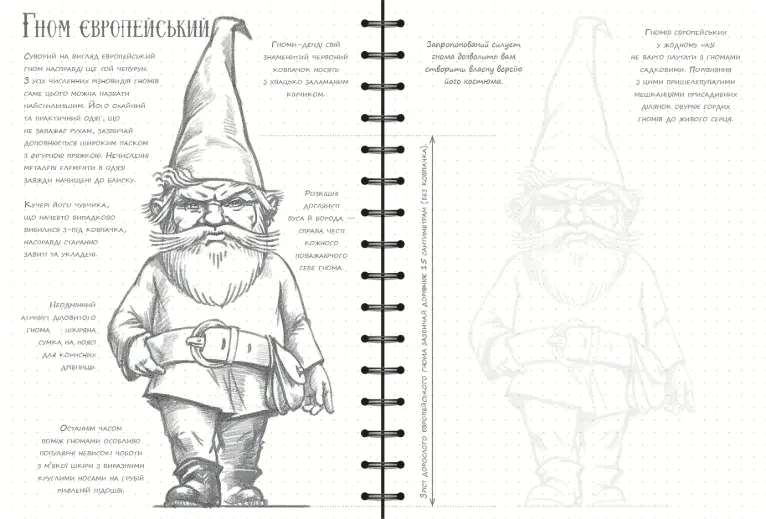 Гном європейський
Суворий на вигляд європейський
гном насправді ще той чепурун.
З усіх численних різновидів гномів
саме цього можна назвати
найстильнішим. Його охайний
та практичний одяг, що
не заважає рухам, зазвичай
доповнюється широким паском
з фігурною пряжкою. Нечисленні
металеві елементи в одязі
завжди начищені до блиску.
Кучері його чубчика,
що начебто випадково
вибилися з-під ковпачка,
насправді старанно
завиті та укладені.
Неодмінний
атрибут діловитого
гнома – шкіряна
сумка на поясі
для корисних
дрібниць.
Останнім часом
поміж гномами особливо
популярні невисокі чоботи
з м'якої шкіри з виразними
круглими носами на грубій
рифленій підошві.
Гноми-денді свій
знаменитий червоний
ковпачок носять
з хвацько заламаним
кінчиком.
Розкішні
доглянуті
вуса й борода —
справа честі
кожного
поважаючого
себе гнома.
Запропонований силует
гнома дозволить вам
створити власну версію
його костюма.
Зріст дорослого європейського гнома зазвичай дорівнює 15 сантиметрам (без ковпачка).
Гномів європейських
у жодному разі
не варто плутати з гномами
садковими. Порівняння
з цими пришелепуватими
мешканцями присадибних
ділянок обурює гордих
гномів до живого серця.